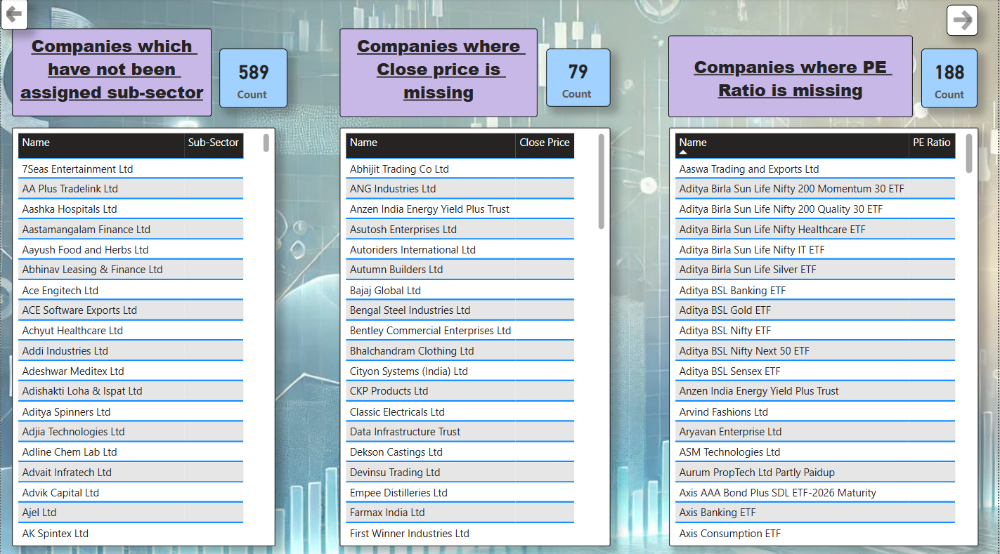 Companies which
have not been
assigned sub-sector
589
Count
Name Sub-Sector
7Seas Entertainment Ltd
AA Plus Tradelink Ltd
Aashka Hospitals Ltd
Aastamangalam Finance Ltd
Aayush Food and Herbs Ltd
Abhinav Leasing & Finance Ltd
Ace Engitech Ltd
ACE Software Exports Ltd
Achyut Healthcare Ltd
Addi Industries Ltd
Adeshwar Meditex Ltd
Adishakti Loha & Ispat Ltd
Aditya Spinners Ltd
Adjia Technologies Ltd
Adline Chem Lab Ltd
Advait Infratech Ltd
Advik Capital Ltd
Ajel Ltd
AK Spintex Ltd
Companies where
Close price is
missing
79
Count
Name Close Price
Abhijit Trading Co Ltd
ANG Industries Ltd
Anzen India Energy Yield Plus Trust
Asutosh Enterprises Ltd
Autoriders International Ltd
Autumn Builders Ltd
Bajaj Global Ltd
Bengal Steel Industries Ltd
Bentley Commercial Enterprises Ltd
Bhalchandram Clothing Ltd
Cityon Systems (India) Ltd
CKP Products Ltd
Classic Electricals Ltd
Data Infrastructure Trust
Dekson Castings Ltd
Devinsu Trading Ltd
Empee Distilleries Ltd
Farmax India Ltd
First Winner Industries Ltd
Companies where PE
Ratio is missing
188
Count
Name PE Ratio
Aaswa Trading and Exports Ltd
Aditya Birla Sun Life Nifty 200 Momentum 30 ETF
Aditya Birla Sun Life Nifty 200 Quality 30 ETF
Aditya Birla Sun Life Nifty Healthcare ETF
Aditya Birla Sun Life Nifty IT ETF
Aditya Birla Sun Life Silver ETF
Aditya BSL Banking ETF
Aditya BSL Gold ETF
Aditya BSL Nifty ETF
Aditya BSL Nifty Next 50 ETF
Aditya BSL Sensex ETF
Anzen India Energy Yield Plus Trust
Arvind Fashions Ltd
Aryavan Enterprise Ltd
ASM Technologies Ltd
Aurum PropTech Ltd Partly Paidup
Axis AAA Bond Plus SDL ETF-2026 Maturity
Axis Banking ETF
Axis Consumption ETF